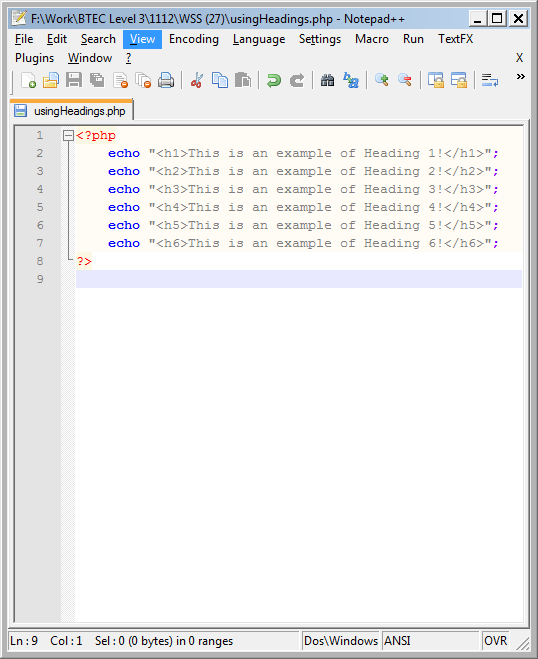 F:\Work\BTEC Level 3\1112\WSS (27)\usingHeadings.php - Notepad++
File Edit Search View Encoding Language Settings Macro Run TextFX
Plugins Window ? X
usingHeadings.php
1 <?php
2 echo "<h1>This is an example of Heading 1!</h1>";
3 echo "<h2>This is an example of Heading 2!</h2>";
4 echo "<h3>This is an example of Heading 3!</h3>";
5 echo "<h4>This is an example of Heading 4!</h4>";
6 echo "<h5>This is an example of Heading 5!</h5>";
7 echo "<h6>This is an example of Heading 6!</h6>";
8 ?>
9
Ln : 9 Col : 1 Sel : 0 (0 bytes) in 0 ranges Dos\Windows ANSI OVR